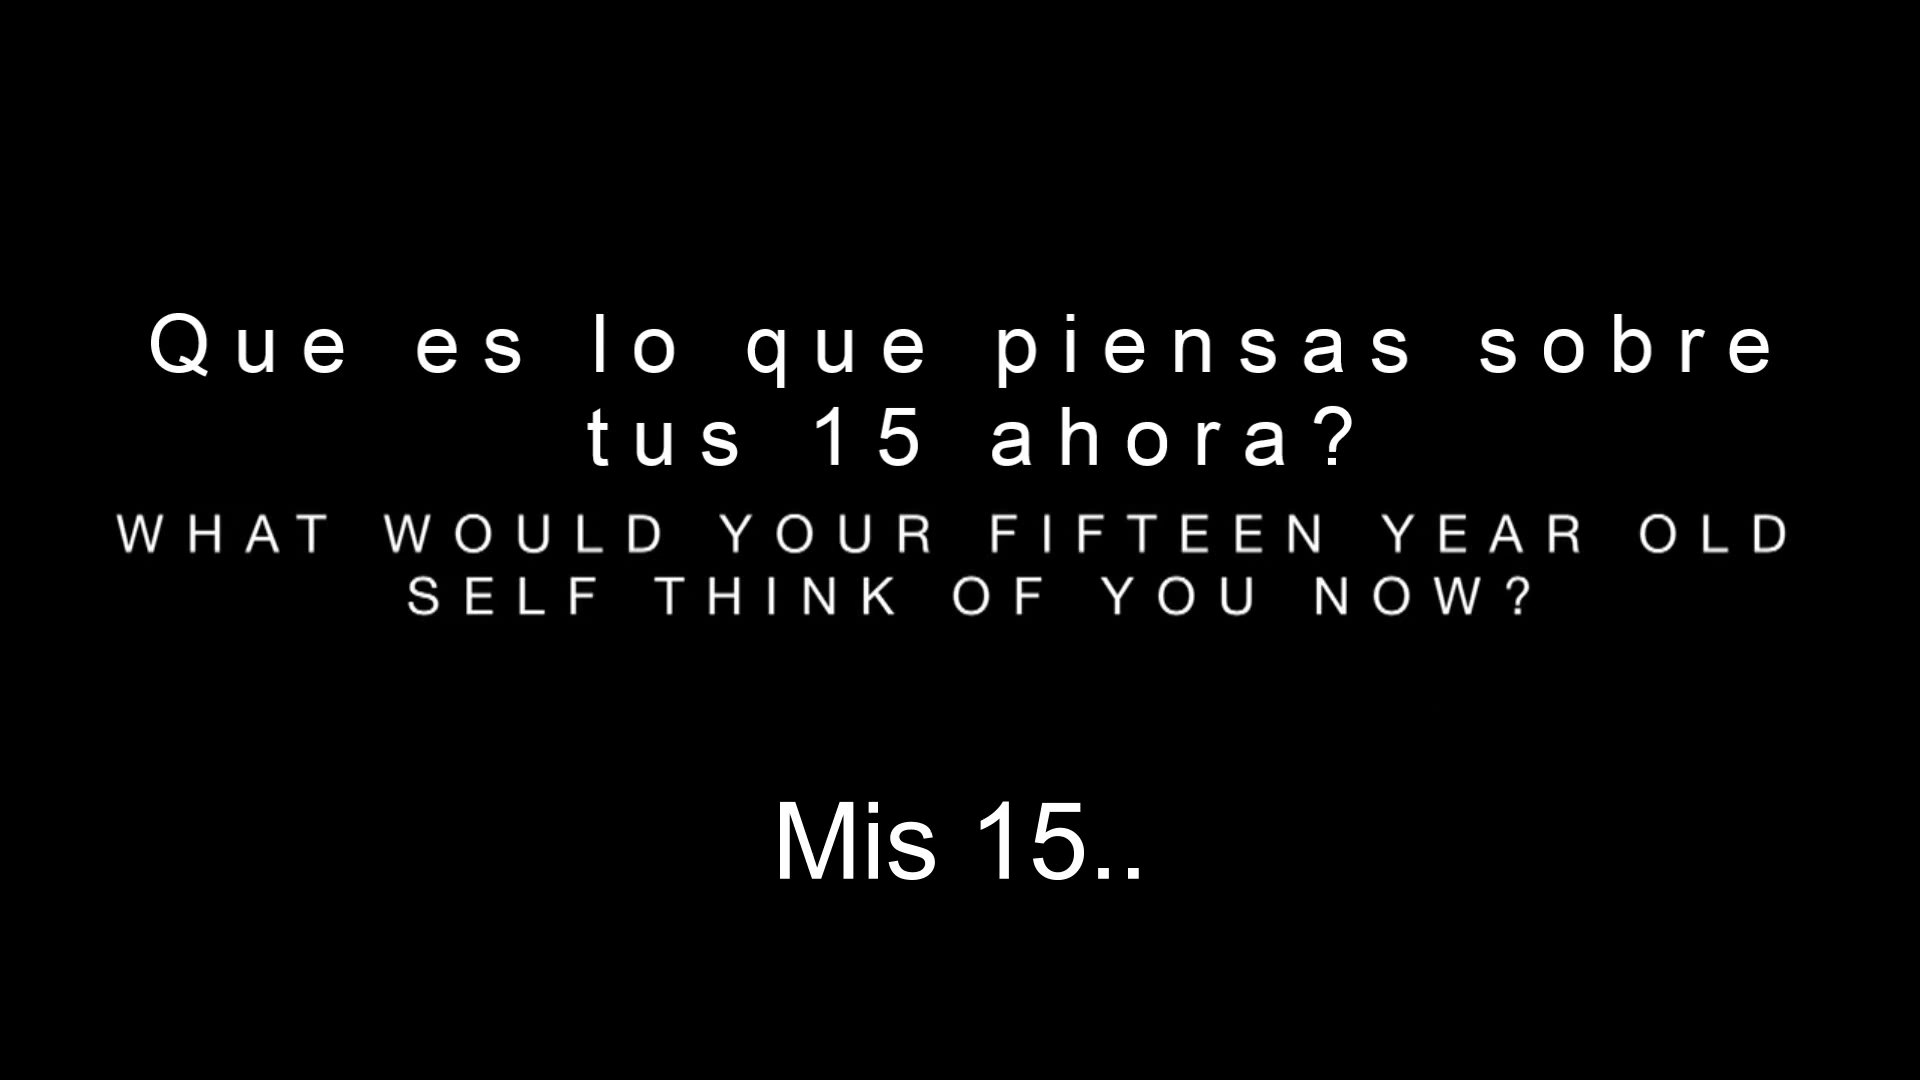 Que es lo que piensas sobre
tus 15 ahora?
WHAT WOULD YOUR FIFTEEN YEAR OLD
SELF THINK OF YOU NOW?
Mis 15..